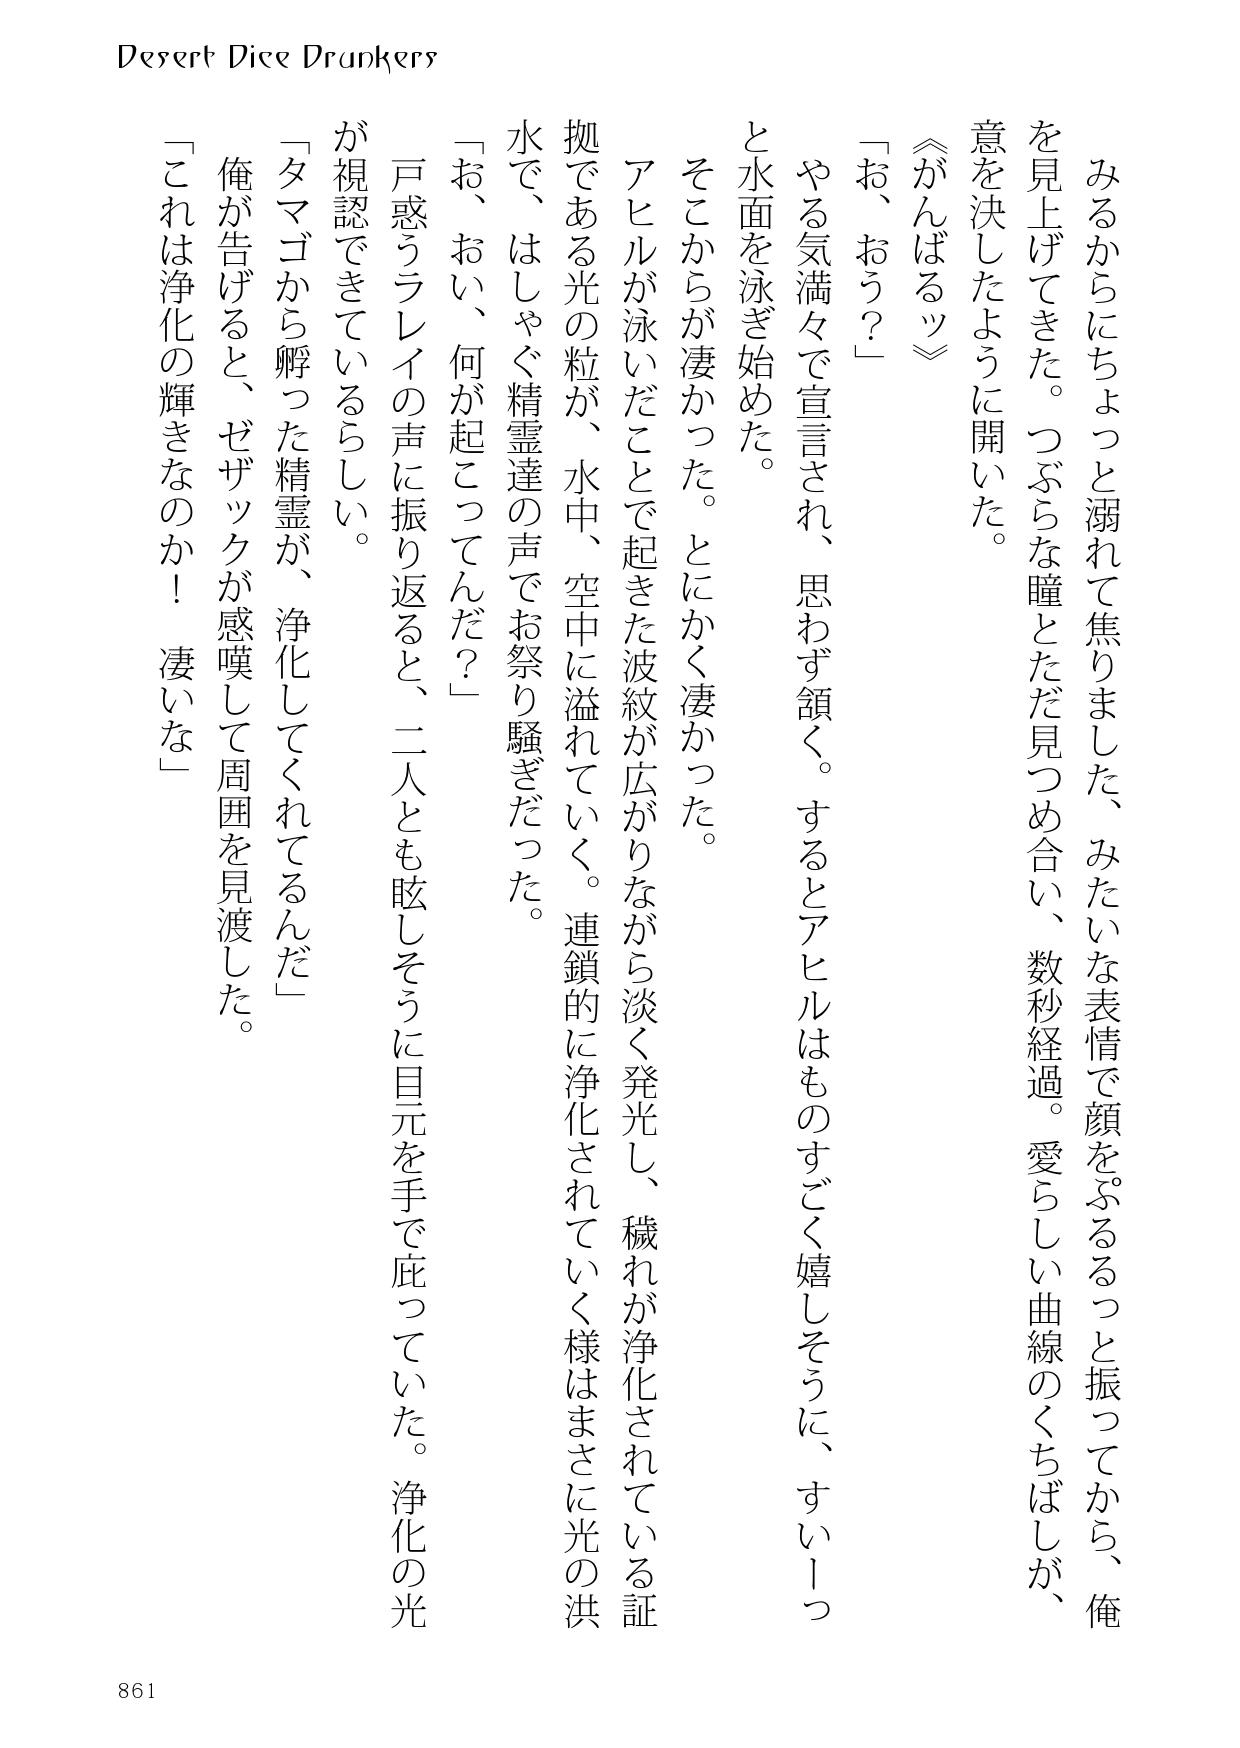 Desert Dice Drunkers
みるからにちょっと溺れて焦りました、みたいな表情で顔をぷるるっと振ってから、俺
を見上げてきた。つぶらな瞳とただ見つめ合い、数秒経過。愛らしい曲線のくちばしが、
意を決したように開いた。
《がんばるッ》
「お、おう?」
やる気満々で宣言され、思わず頷く。するとアヒルはものすごく嬉しそうに、すいーっ
と水面を泳ぎ始めた。
そこからが凄かった。とにかく凄かった。
アヒルが泳いだことで起きた波紋が広がりながら淡く発光し、穢れが浄化されている証
拠である光の粒が、水中、空中に溢れていく。連鎖的に浄化されていく様はまさに光の洪
水で、はしゃぐ精霊達の声でお祭り騒ぎだった。
「お、おい、何が起こってんだ?」
戸惑うラレイの声に振り返ると、二人とも眩しそうに目元を手で庇っていた。浄化の光
が視認できているらしい。
「タマゴから孵った精霊が、浄化してくれてるんだ」
俺が告げると、ゼザックが感嘆して周囲を見渡した。
「これは浄化の輝きなのか! 凄いな」
861